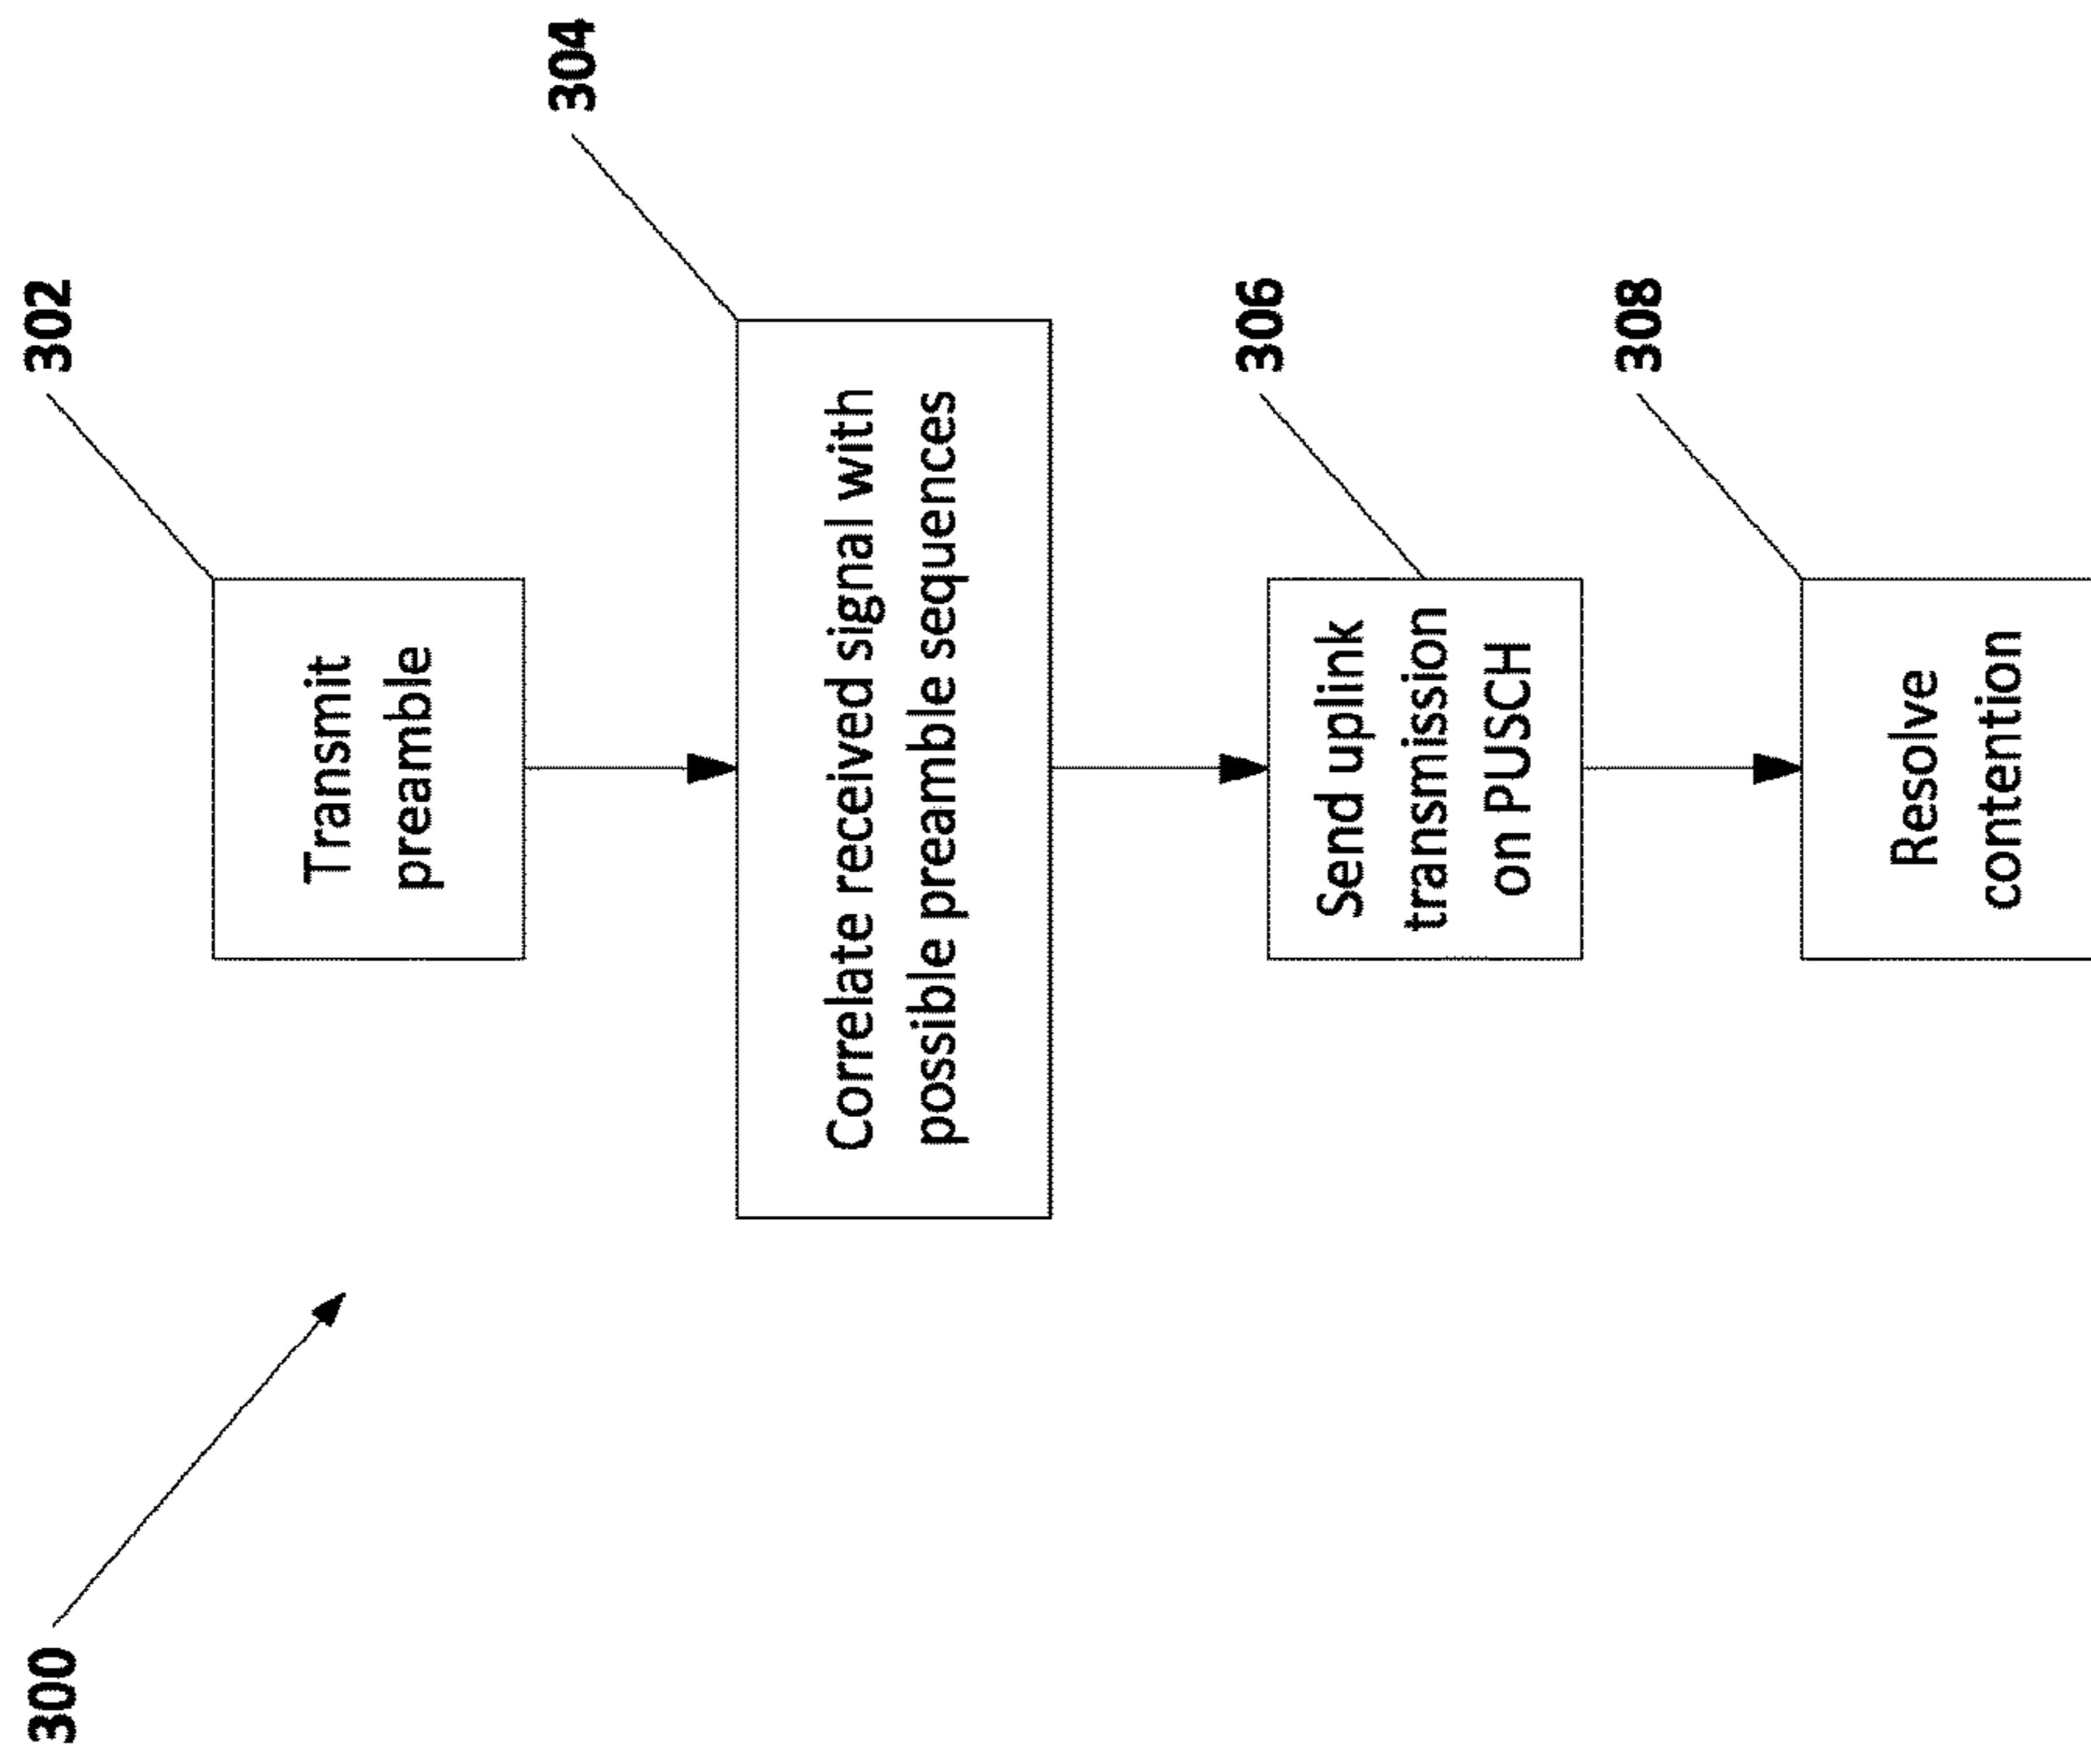 300
302
Transmit
preamble
304
Correlate received signal with
possible preamble sequences
306
Send uplink
transmission
on PUSCH
308
Resolve
contention